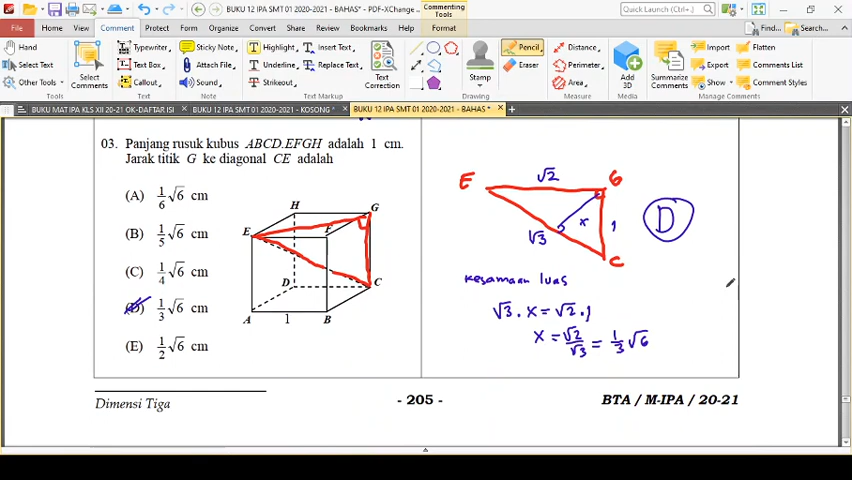 BUKU 12 IPA SMT 01 2020-2021 - BAHAS* - PDF-XChange
Commenting Tools
Quick Launch (Ctrl+.)
File Home View Comment Protect Form Organize Convert Share Review Bookmarks Help Format Find... Search...
Hand
Select Text
Other Tools
Tools
Select Comments
Typewriter
Text Box
Callout
Sticky Note
Attach File
Sound
Highlight
Underline
Strikeout
Insert Text
Replace Text
Text Correction
Text Markup
Pencil
Eraser
Drawing
Stamp
Distance
Perimeter
Area
Measure
Add 3D
Summarize Comments
Import
Export
Show
Flatten
Comments List
Comment Styles
Manage Comments
BUKU MAT IPA KLS XII 20-21 OK-DAFTAR ISI
BUKU 12 IPA SMT 01 2020-2021 - KOSONG *
BUKU 12 IPA SMT 01 2020-2021 - BAHAS *
03. Panjang rusuk kubus ABCD.EFGH adalah 1 cm.
Jarak titik G ke diagonal CE adalah
(A) 1/6 √6 cm
(B) 1/5 √6 cm
(C) 1/4 √6 cm
(D) 1/3 √6 cm
(E) 1/2 √6 cm
H
G
E
F
D
C
A
1
B
E
√2
G
x
1
√3
C
D
kesamaan luas
√3 . x = √2 . 1
x = √2/√3 = 1/3 √6
Dimensi Tiga
- 205 -
BTA / M-IPA / 20-21